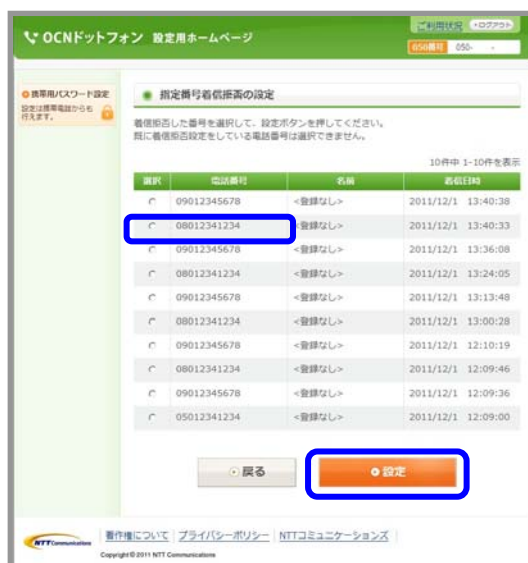 OCNドットフォン 設定用ホームページ
ご利用状況 ログアウト
050番号 050- -
携帯用パスワード設定
設定は携帯電話からも
行えます。
指定番号着信拒否の設定
着信拒否した番号を選択して、設定ボタンを押してください。
既に着信拒否設定をしている電話番号は選択できません。
10件中 1-10件を表示
選択 電話番号 名前 着信日時
09012345678 <登録なし> 2011/12/1 13:40:38
08012341234 <登録なし> 2011/12/1 13:40:33
09012345678 <登録なし> 2011/12/1 13:36:08
08012341234 <登録なし> 2011/12/1 13:24:05
09012345678 <登録なし> 2011/12/1 13:13:48
08012341234 <登録なし> 2011/12/1 13:00:28
09012345678 <登録なし> 2011/12/1 12:10:19
08012341234 <登録なし> 2011/12/1 12:09:46
09012345678 <登録なし> 2011/12/1 12:09:36
05012341234 <登録なし> 2011/12/1 12:09:00
戻る 設定
NTT Communications 著作権について プライバシーポリシー NTTコミュニケーションズ
Copyright © 2011 NTT Communications